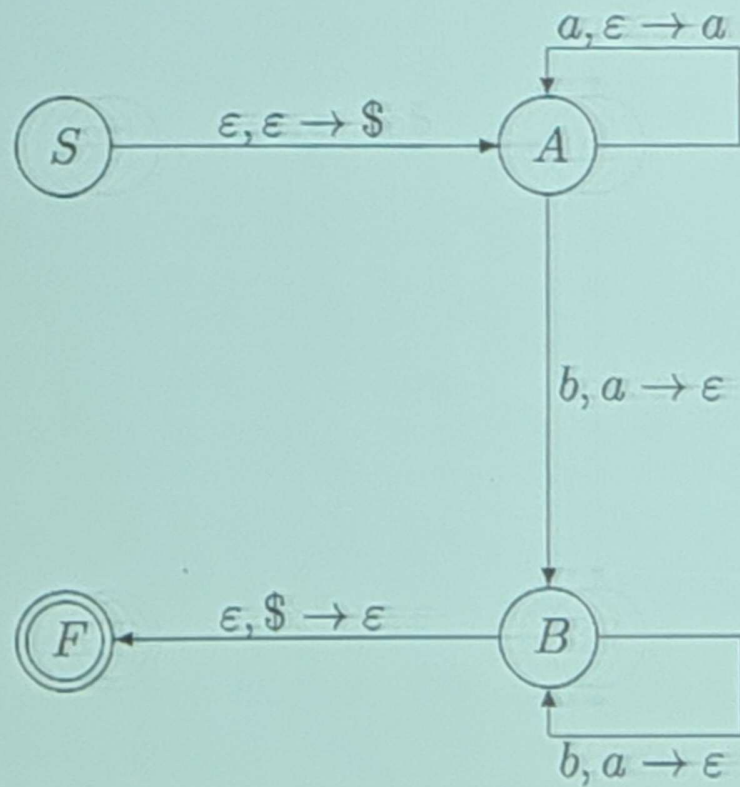 a, ε → a
S
ε, ε → $
A
b, a → ε
F
ε, $ → ε
B
b, a → ε